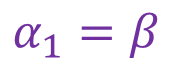 α₁ = β